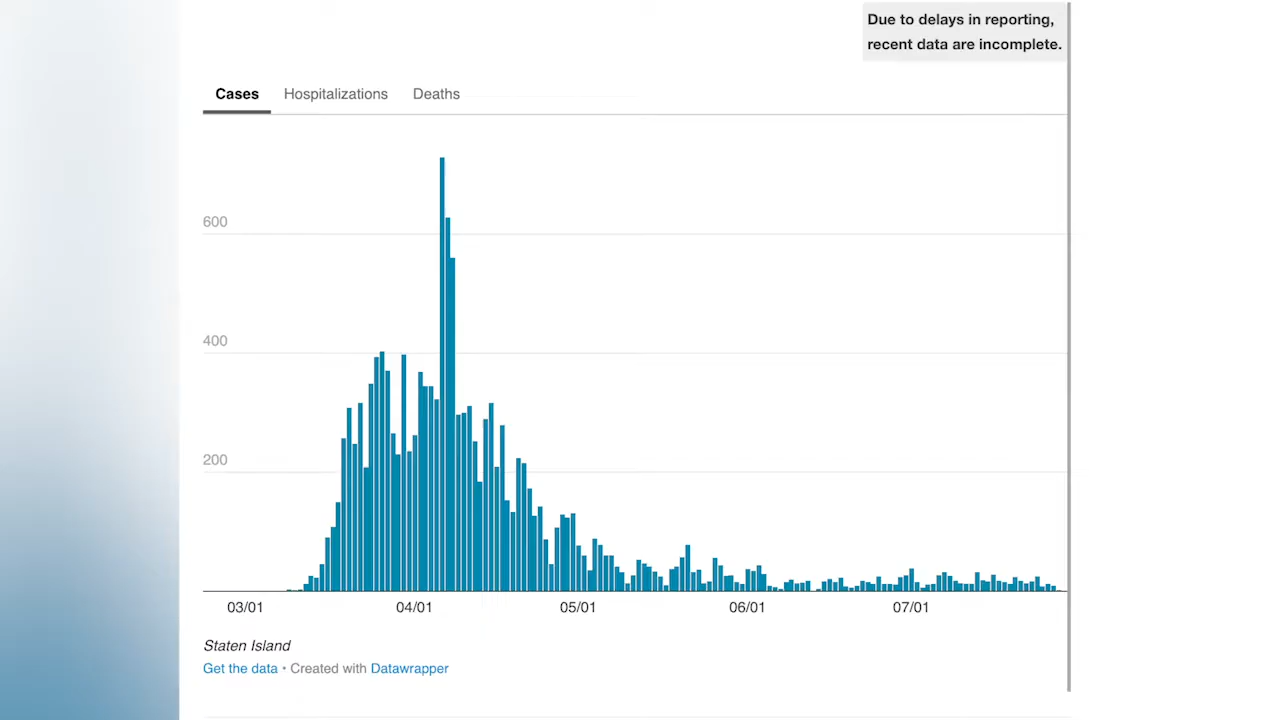 Due to delays in reporting,
recent data are incomplete.
Cases Hospitalizations Deaths
600
400
200
03/01 04/01 05/01 06/01 07/01
Staten Island
Get the data • Created with Datawrapper